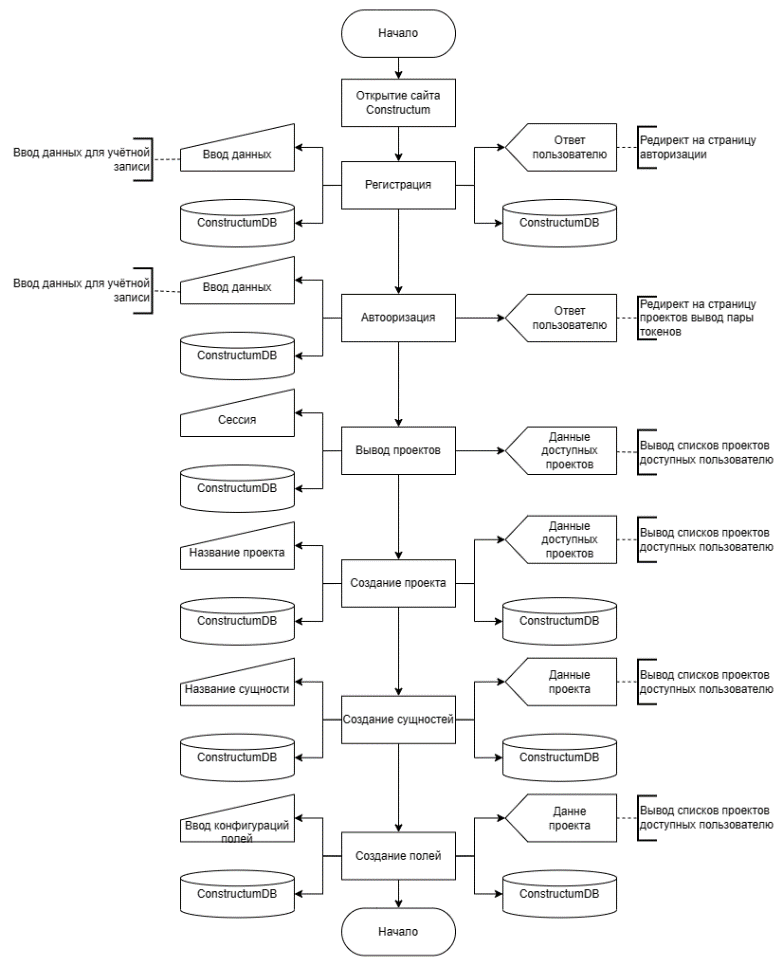 Начало
Открытие сайта
Constructum
Ввод данных для учётной
записи
Ввод данных
Ответ
пользователю
Редирект на страницу
авторизации
Регистрация
ConstructumDB
ConstructumDB
Ввод данных для учётной
записи
Ввод данных
Автооризация
Ответ
пользователю
Редирект на страницу
проектов вывод пары
токенов
ConstructumDB
Сессия
Вывод проектов
Данные
доступных
проектов
Вывод списков проектов
доступных пользователю
ConstructumDB
Название проекта
Данные
доступных
проектов
Вывод списков проектов
доступных пользователю
Создание проекта
ConstructumDB
ConstructumDB
Название сущности
Данные
проекта
Вывод списков проектов
доступных пользователю
Создание сущностей
ConstructumDB
ConstructumDB
Ввод конфигураций
полей
Данне
проекта
Вывод списков проектов
доступных пользователю
Создание полей
ConstructumDB
ConstructumDB
Начало